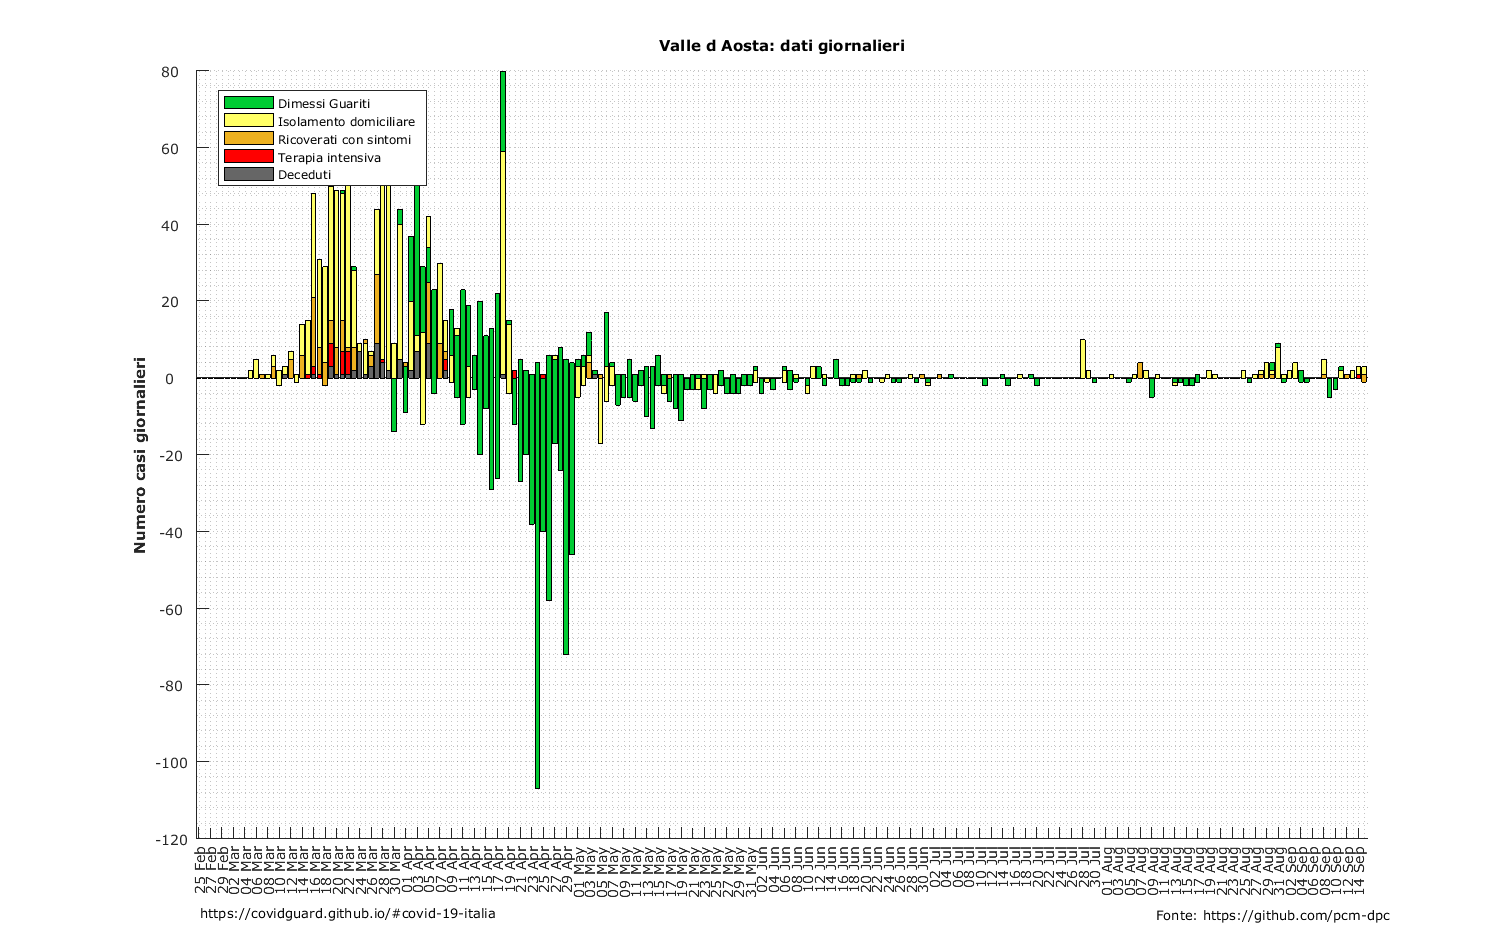 Valle d Aosta: dati giornalieri
Numero casi giornalieri
80
60
40
20
0
-20
-40
-60
-80
-100
-120
Dimessi Guariti
Isolamento domiciliare
Ricoverati con sintomi
Terapia intensiva
Deceduti
25 Feb
27 Feb
29 Feb
02 Mar
04 Mar
06 Mar
08 Mar
10 Mar
12 Mar
14 Mar
16 Mar
18 Mar
20 Mar
22 Mar
24 Mar
26 Mar
28 Mar
30 Mar
01 Apr
03 Apr
05 Apr
07 Apr
09 Apr
11 Apr
13 Apr
15 Apr
17 Apr
19 Apr
21 Apr
23 Apr
25 Apr
27 Apr
29 Apr
01 May
03 May
05 May
07 May
09 May
11 May
13 May
15 May
17 May
19 May
21 May
23 May
25 May
27 May
29 May
31 May
02 Jun
04 Jun
06 Jun
08 Jun
10 Jun
12 Jun
14 Jun
16 Jun
18 Jun
20 Jun
22 Jun
24 Jun
26 Jun
28 Jun
30 Jun
02 Jul
04 Jul
06 Jul
08 Jul
10 Jul
12 Jul
14 Jul
16 Jul
18 Jul
20 Jul
22 Jul
24 Jul
26 Jul
28 Jul
30 Jul
01 Aug
03 Aug
05 Aug
07 Aug
09 Aug
11 Aug
13 Aug
15 Aug
17 Aug
19 Aug
21 Aug
23 Aug
25 Aug
27 Aug
29 Aug
31 Aug
02 Sep
04 Sep
06 Sep
08 Sep
10 Sep
12 Sep
14 Sep
https://covidguard.github.io/#covid-19-italia
Fonte: https://github.com/pcm-dpc